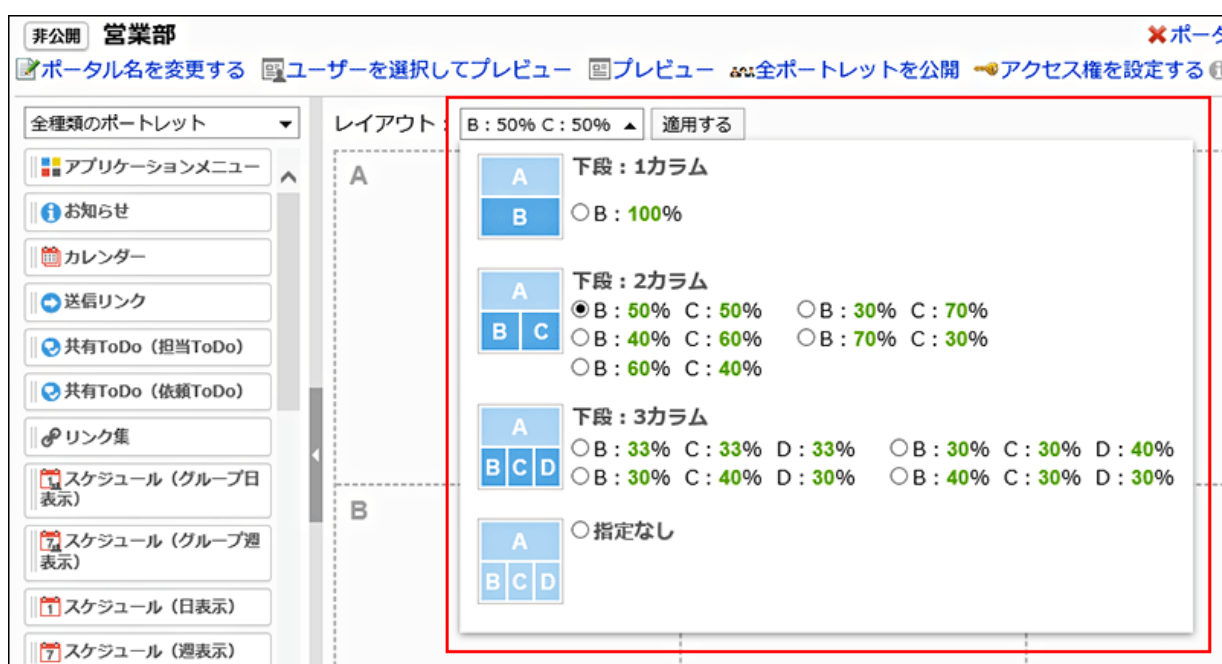 非公開 営業部 ポータ
ポータル名を変更する ユーザーを選択してプレビュー プレビュー 全ポートレットを公開 アクセス権を設定する
全種類のポートレット
レイアウト: B : 50% C : 50% 適用する
アプリケーションメニュー
お知らせ
カレンダー
送信リンク
共有ToDo（担当ToDo）
共有ToDo（依頼ToDo）
リンク集
スケジュール（グループ日
表示）
スケジュール（グループ週
表示）
スケジュール（日表示）
スケジュール（週表示）
A
B
A
B
下段：1カラム
B : 100%
A
B C
下段：2カラム
B : 50% C : 50% B : 30% C : 70%
B : 40% C : 60% B : 70% C : 30%
B : 60% C : 40%
A
B C D
下段：3カラム
B : 33% C : 33% D : 33% B : 30% C : 30% D : 40%
B : 30% C : 40% D : 30% B : 40% C : 30% D : 30%
A
B C D
指定なし